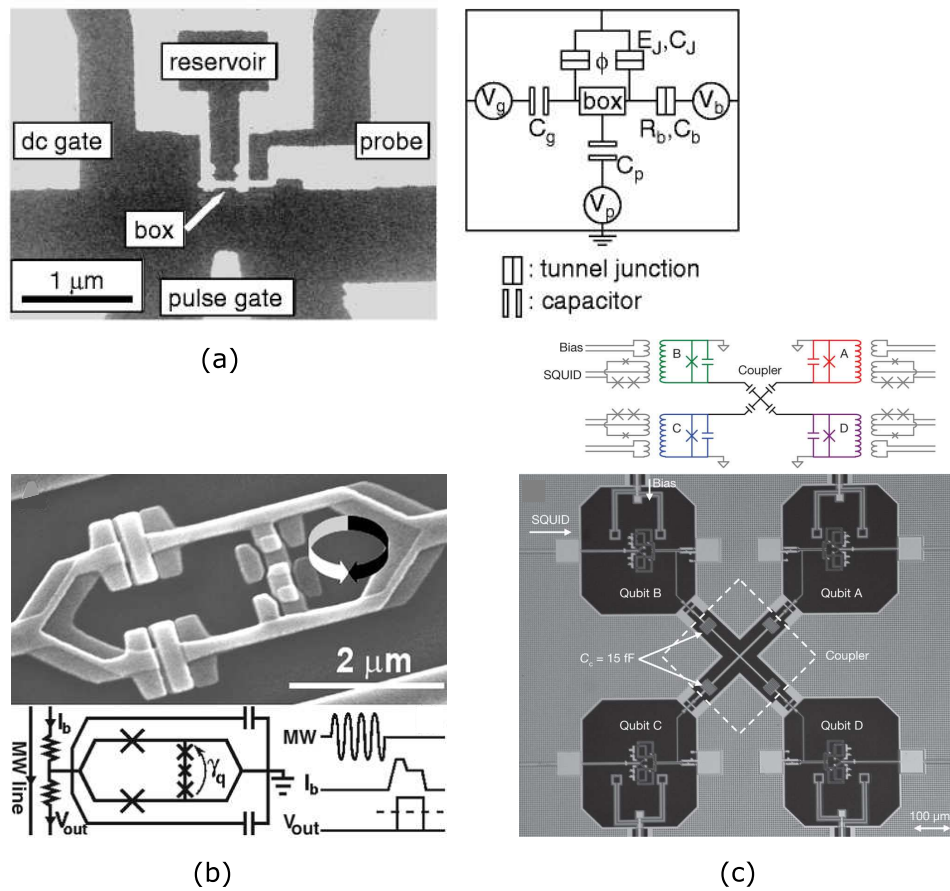 reservoir
dc gate
probe
box
1 μm
pulse gate
E_J,C_J
ϕ
V_g
box
V_b
C_g
R_b,C_b
C_p
V_p
: tunnel junction
: capacitor
(a)
Bias
B
A
SQUID
Coupler
C
D
2 μm
MW line
I_b
V_out
γ_q
MW
I_b
V_out
(b)
Bias
SQUID
Qubit B
Qubit A
C_c = 15 fF
Coupler
Qubit C
Qubit D
100 μm
(c)